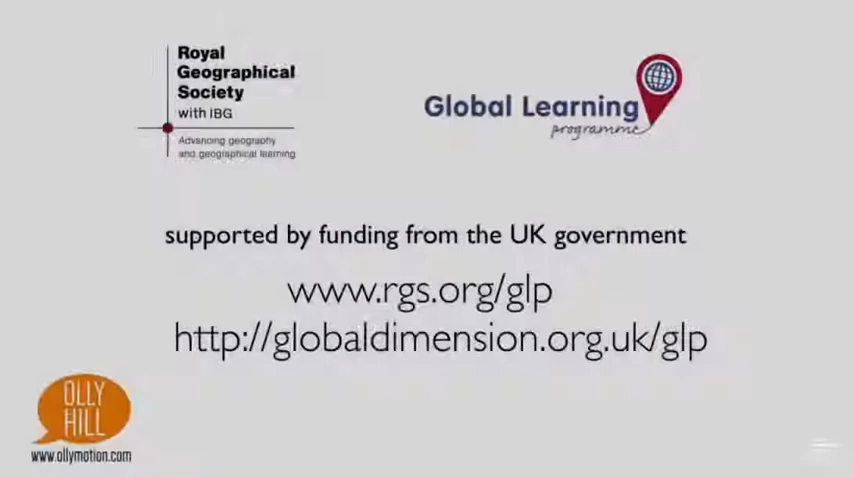 Royal
Geographical
Society
with IBG
Advancing geography
and geographical learning
Global Learning
programme
supported by funding from the UK government
www.rgs.org/glp
http://globaldimension.org.uk/glp
OLLY
HILL
www.ollymotion.com